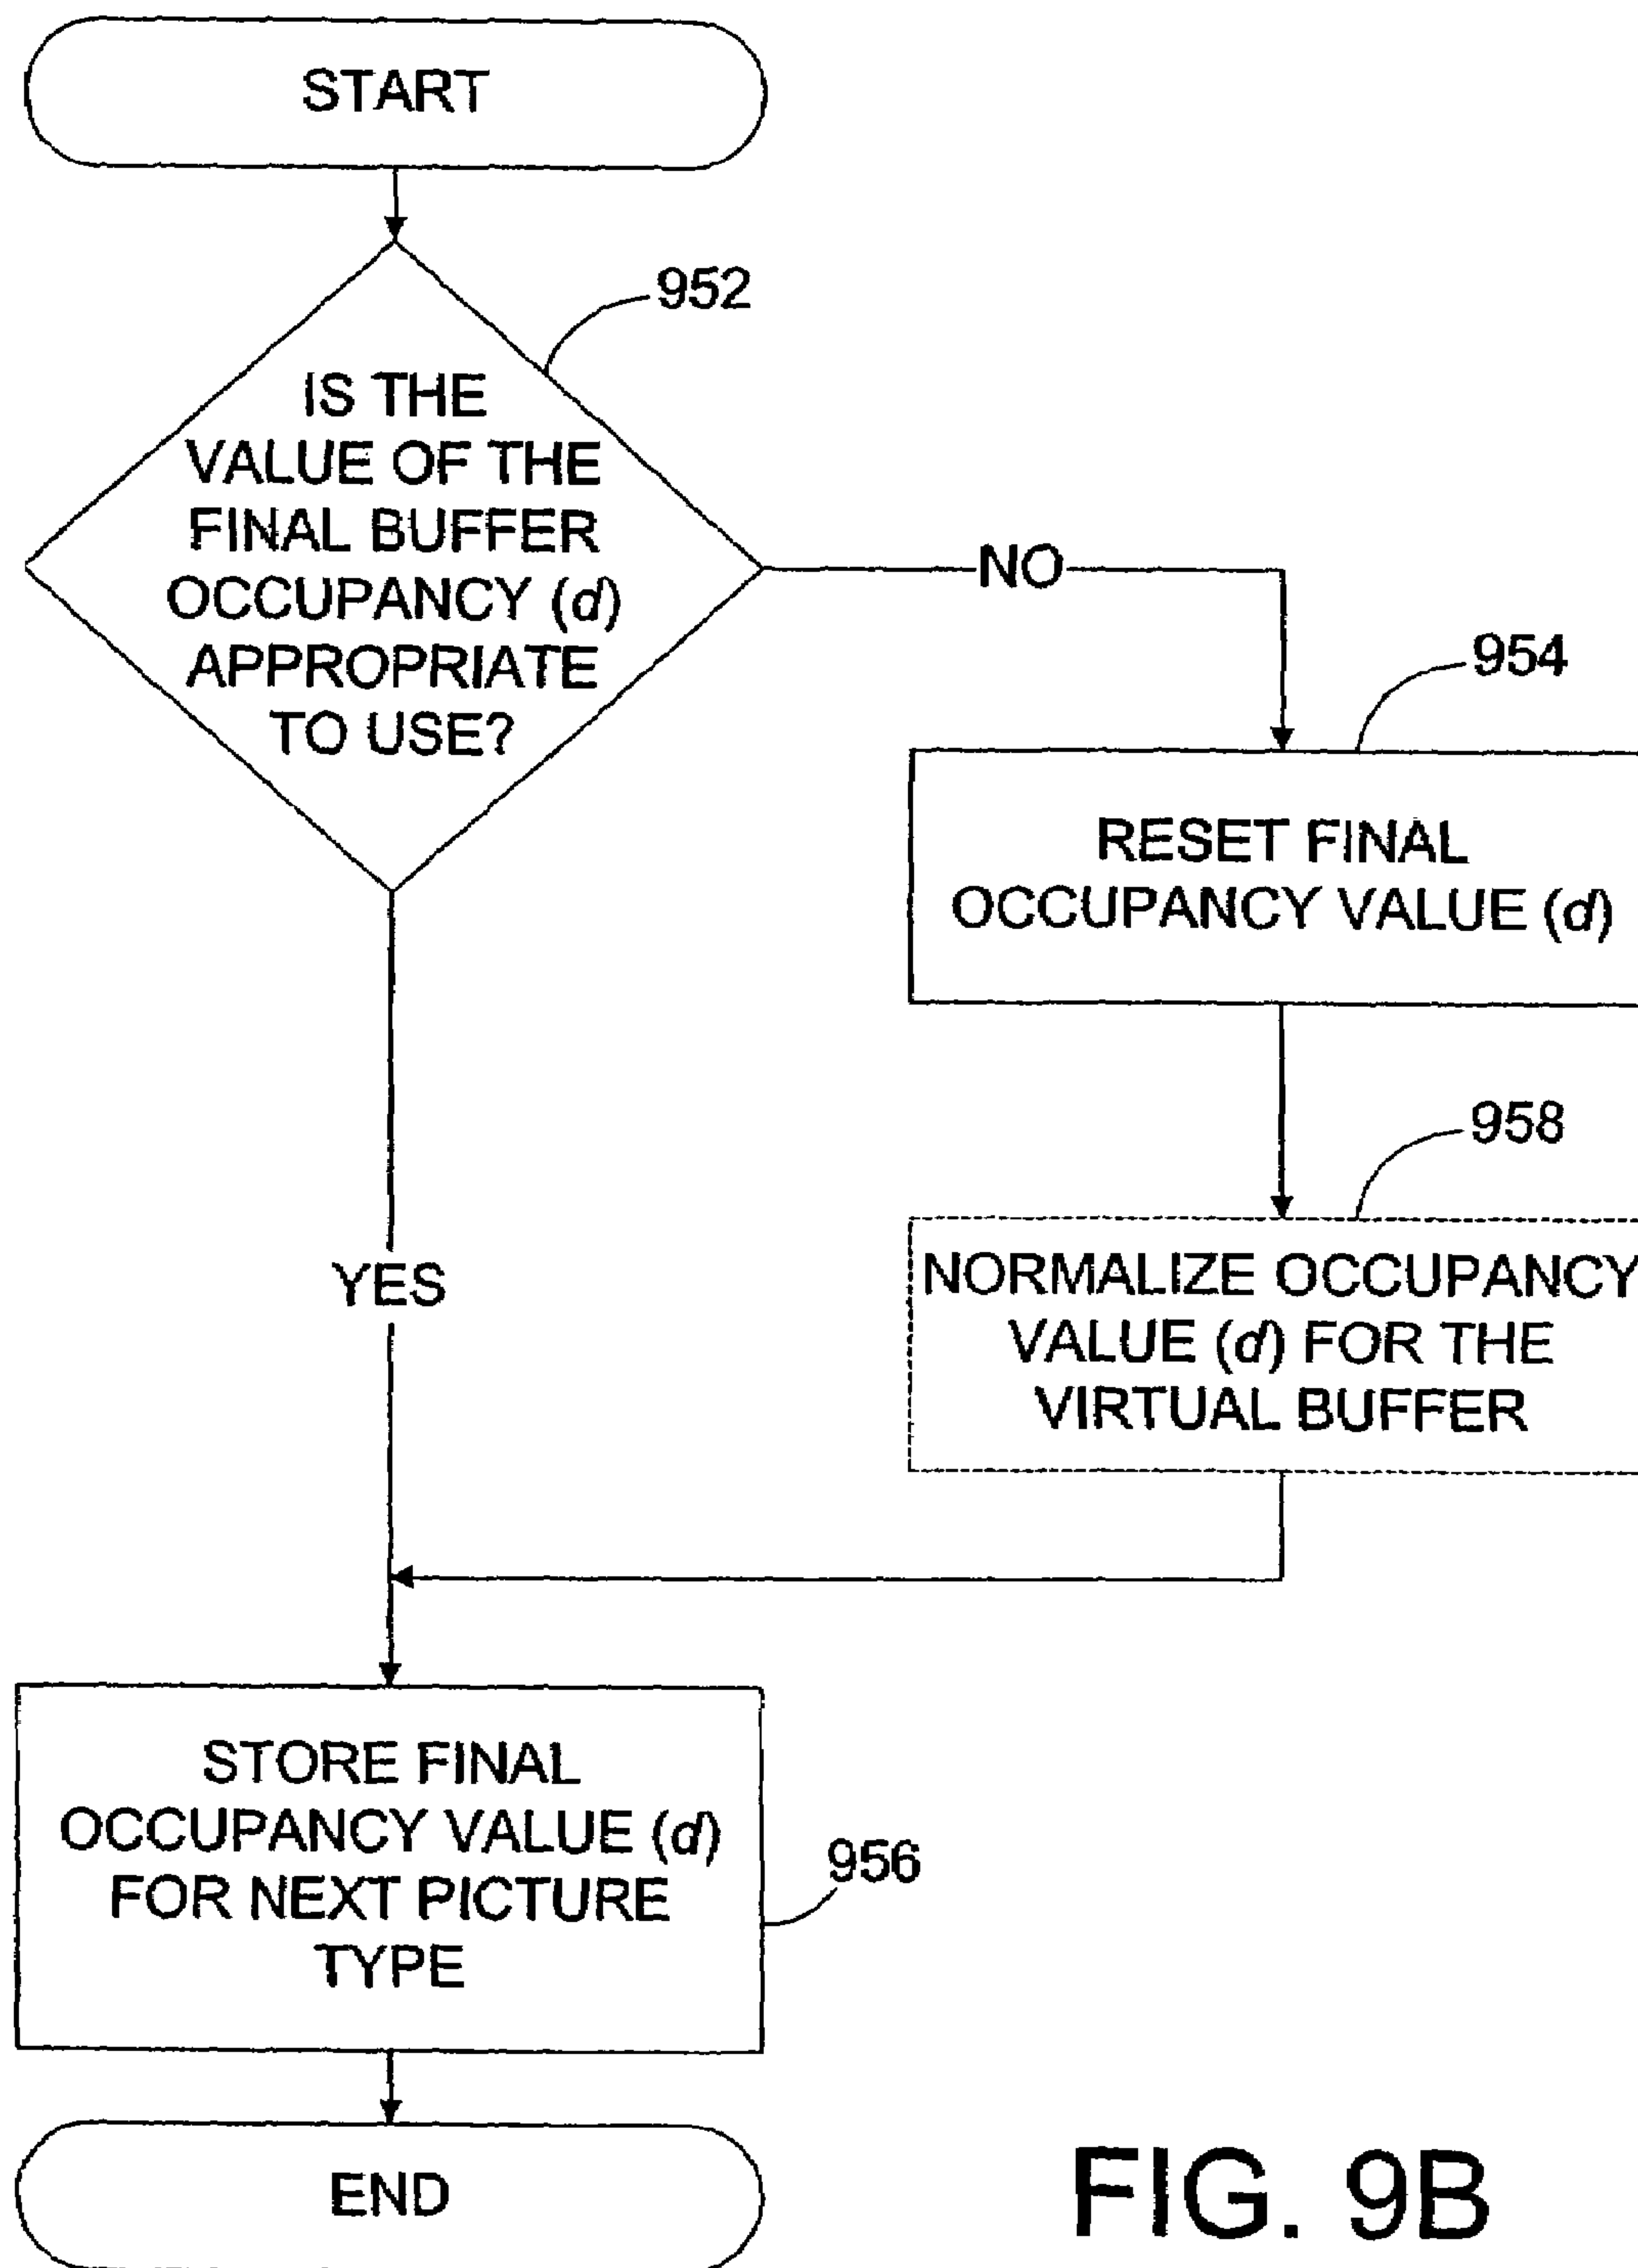 START
952
IS THE
VALUE OF THE
FINAL BUFFER
OCCUPANCY (d)
APPROPRIATE
TO USE?
NO
954
RESET FINAL
OCCUPANCY VALUE (d)
958
NORMALIZE OCCUPANCY
VALUE (d) FOR THE
VIRTUAL BUFFER
YES
STORE FINAL
OCCUPANCY VALUE (d)
FOR NEXT PICTURE
TYPE
956
END
FIG. 9B